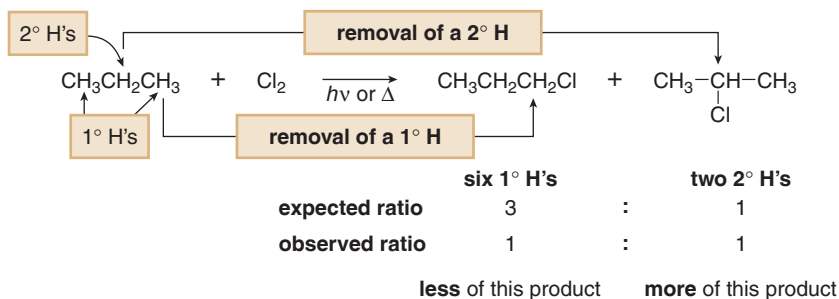 2° H's
removal of a 2° H
CH3CH2CH3 + Cl2 hν or Δ CH3CH2CH2Cl + CH3−CH−CH3
Cl
1° H's
removal of a 1° H
six 1° H's two 2° H's
expected ratio 3 : 1
observed ratio 1 : 1
less of this product more of this product